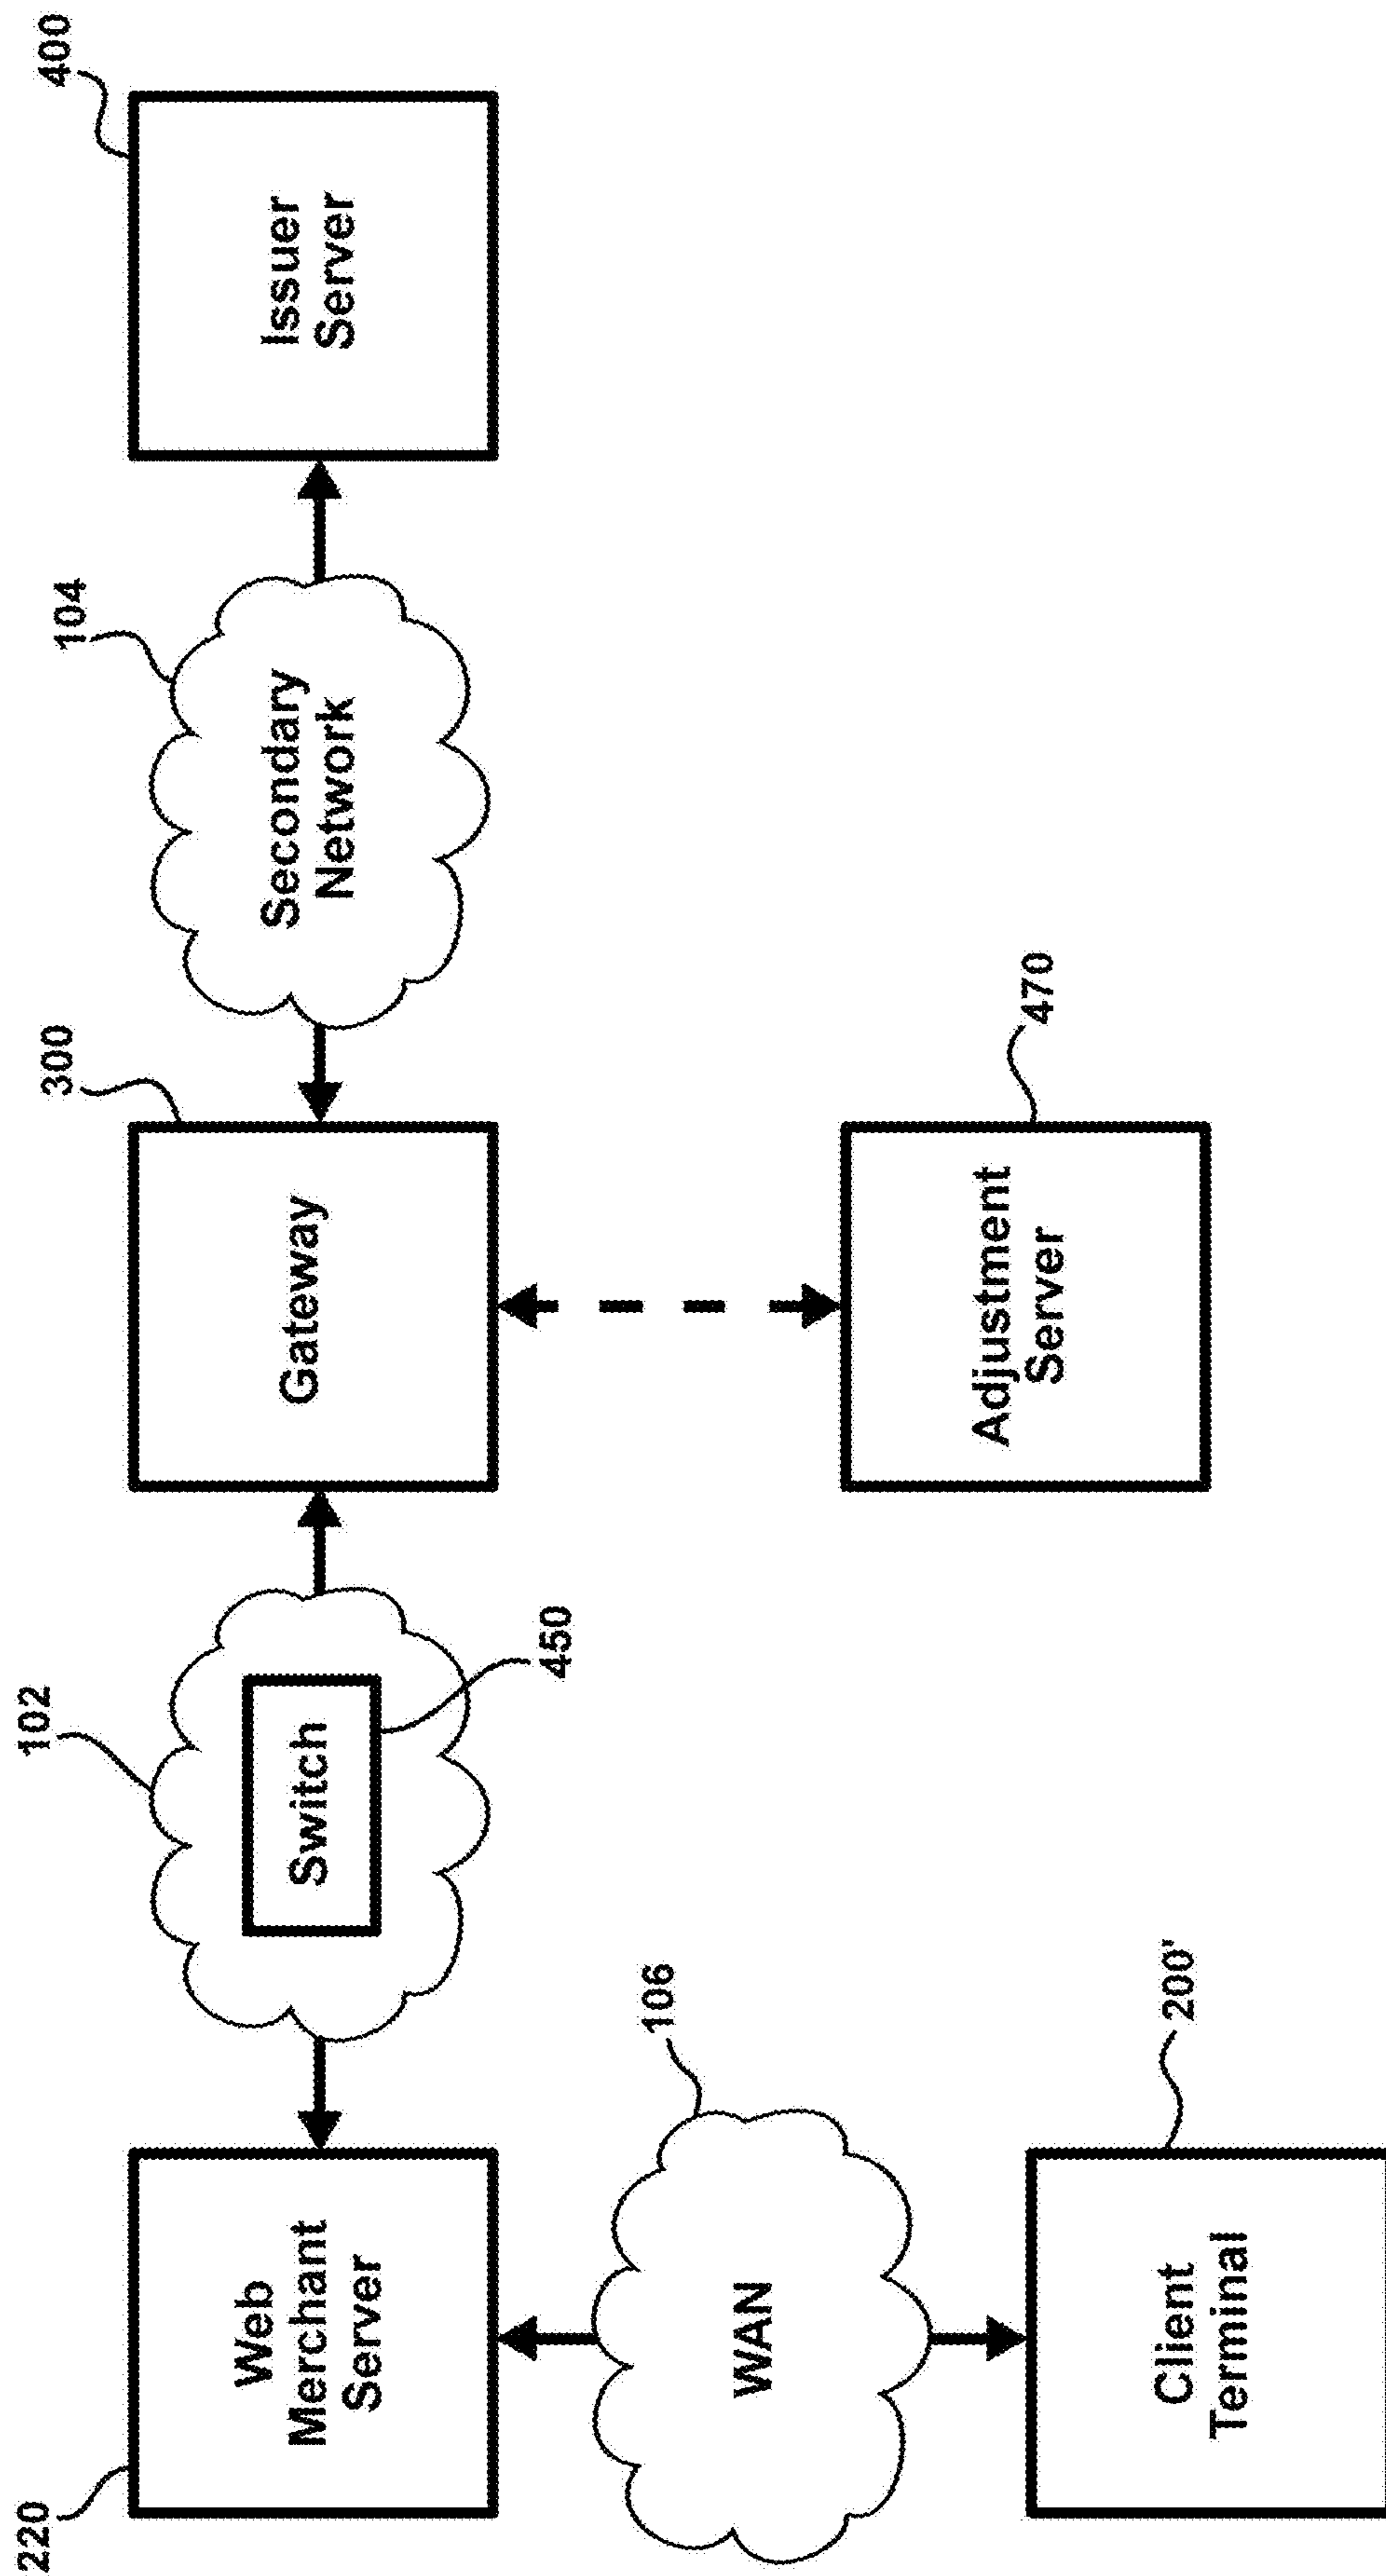 220
Web
Merchant
Server
102
Switch
450
300
Gateway
104
Secondary
Network
400
Issuer
Server
106
WAN
200'
Client
Terminal
470
Adjustment
Server